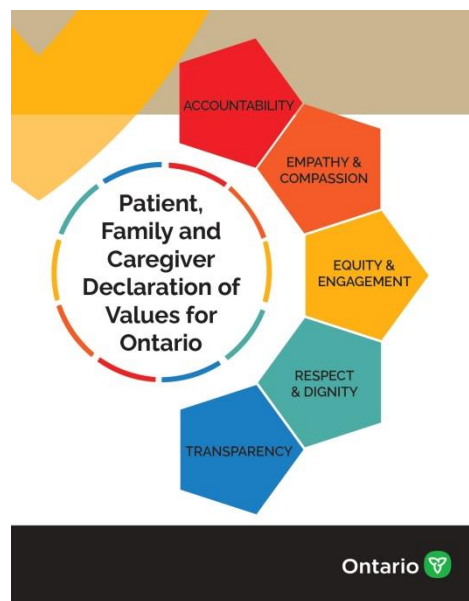 ACCOUNTABILITY
EMPATHY &
COMPASSION
Patient,
Family and
Caregiver
Declaration of
Values for
Ontario
EQUITY &
ENGAGEMENT
RESPECT
& DIGNITY
TRANSPARENCY
Ontario